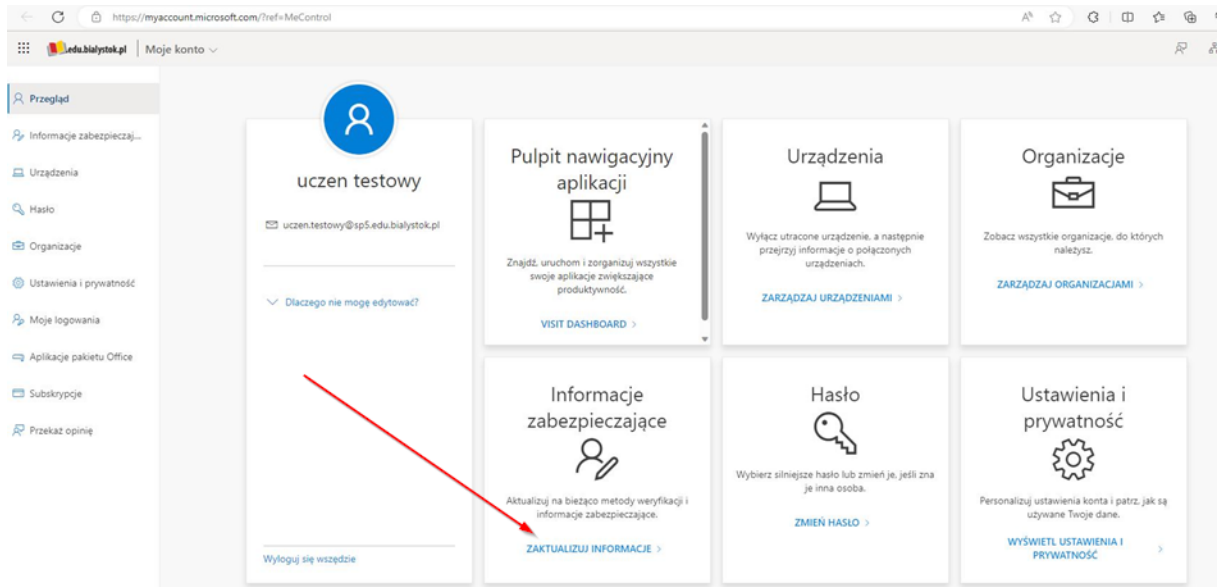 https://myaccount.microsoft.com/?ref=MeControl
.edu.bialystok.pl
Moje konto
Przegląd
Informacje zabezpieczaj...
Urządzenia
Hasło
Organizacje
Ustawienia i prywatność
Moje logowania
Aplikacje pakietu Office
Subskrypcje
Przekaż opinię
uczen testowy
uczen.testowy@sp5.edu.bialystok.pl
Dlaczego nie mogę edytować?
Wyloguj się wszędzie
Pulpit nawigacyjny
aplikacji
Znajdź, uruchom i zorganizuj wszystkie
swoje aplikacje zwiększające
produktywność.
VISIT DASHBOARD
Urządzenia
Wyłącz utracone urządzenie, a następnie
przejrzyj informacje o połączonych
urządzeniach.
ZARZĄDZAJ URZĄDZENIAMI
Organizacje
Zobacz wszystkie organizacje, do których
należysz.
ZARZĄDZAJ ORGANIZACJAMI
Informacje
zabezpieczające
Aktualizuj na bieżąco metody weryfikacji i
informacje zabezpieczające.
ZAKTUALIZUJ INFORMACJE
Hasło
Wybierz silniejsze hasło lub zmień je, jeśli zna
je inna osoba.
ZMIEŃ HASŁO
Ustawienia i
prywatność
Personalizuj ustawienia konta i patrz, jak są
używane Twoje dane.
WYŚWIETL USTAWIENIA I
PRYWATNOŚĆ